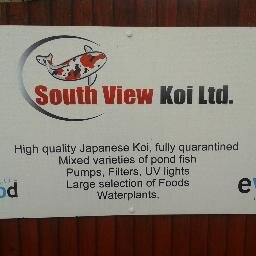 South View Koi Ltd.
High quality Japanese Koi, fully quarantined
Mixed varieties of pond fish
Pumps, Filters, UV lights
Large selection of Foods
Waterplants.